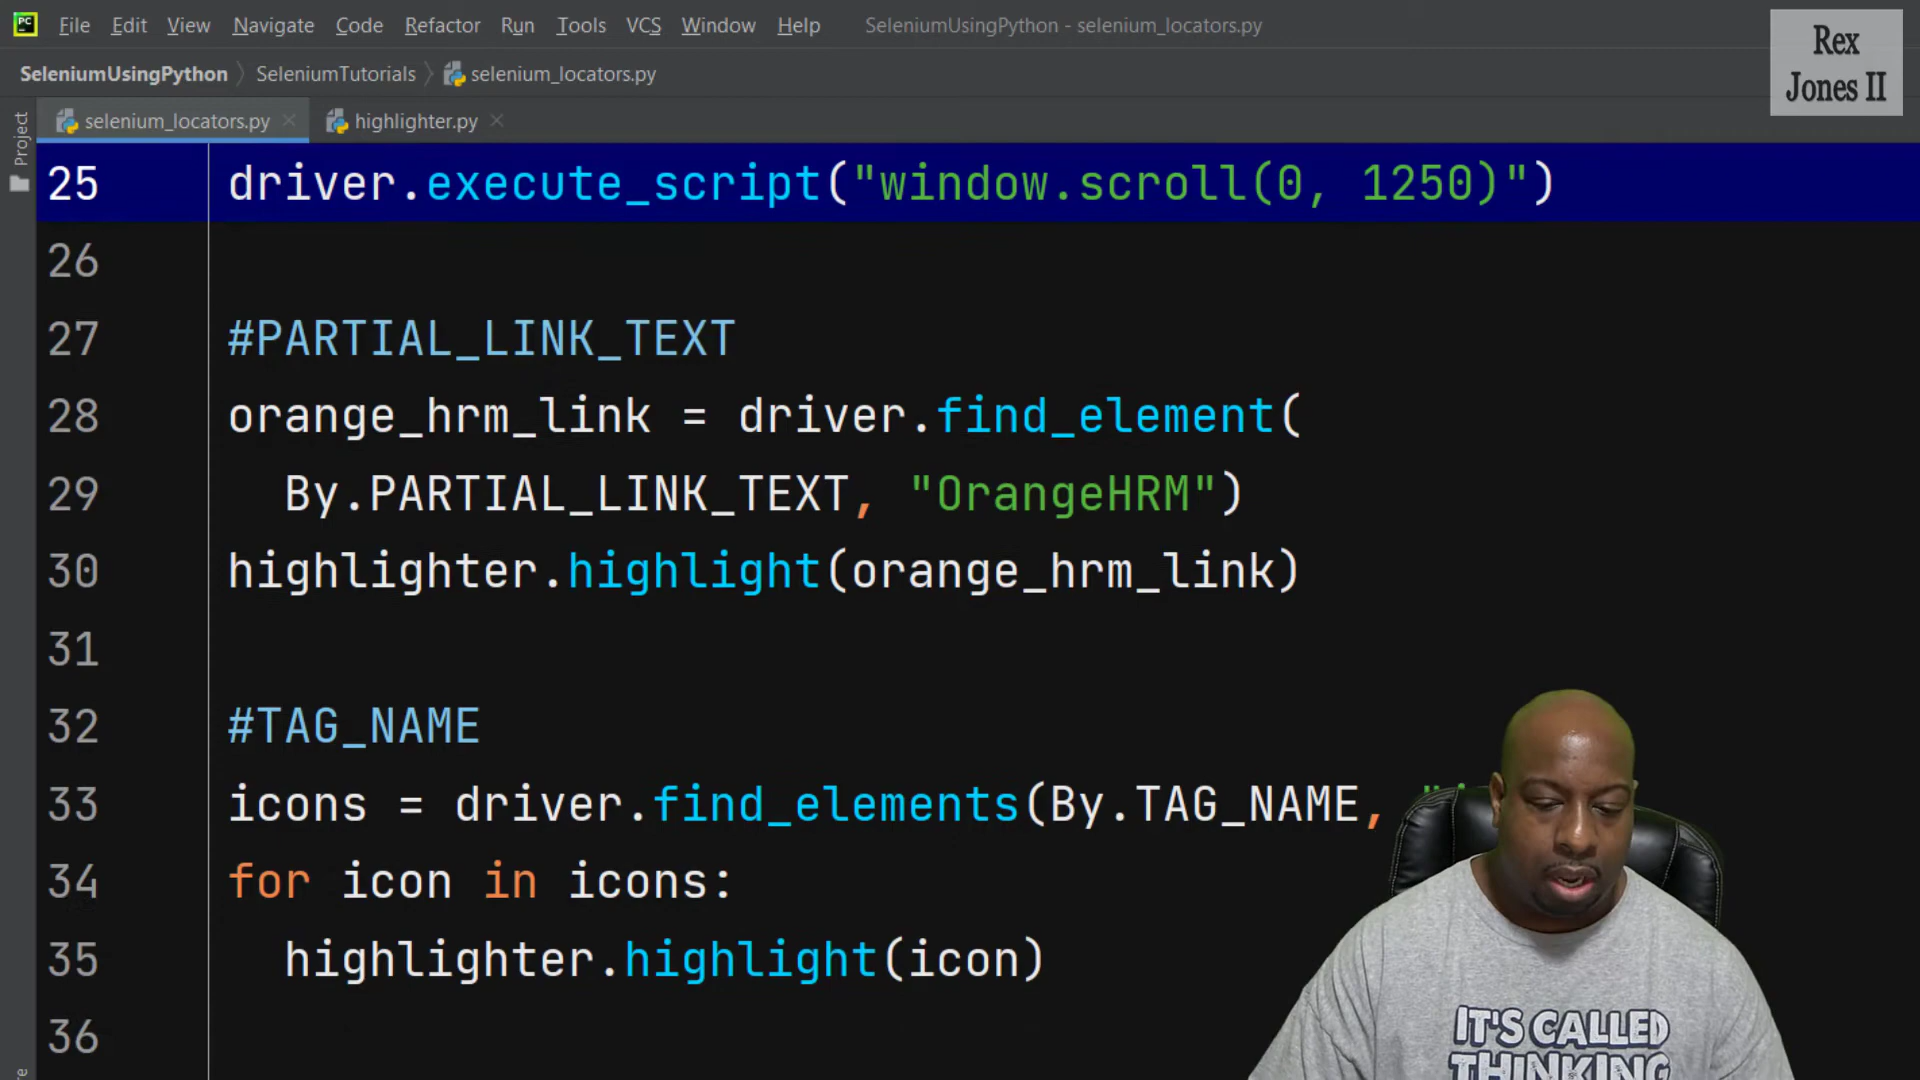 PC File Edit View Navigate Code Refactor Run Tools VCS Window Help SeleniumUsingPython - selenium_locators.py
Rex
Jones II
SeleniumUsingPython SeleniumTutorials selenium_locators.py
selenium_locators.py highlighter.py
Project
25 driver.execute_script("window.scroll(0, 1250)")
26
27 #PARTIAL_LINK_TEXT
28 orange_hrm_link = driver.find_element(
29 By.PARTIAL_LINK_TEXT, "OrangeHRM")
30 highlighter.highlight(orange_hrm_link)
31
32 #TAG_NAME
33 icons = driver.find_elements(By.TAG_NAME,
34 for icon in icons:
35 highlighter.highlight(icon)
36
IT'S CALLED
THINKING